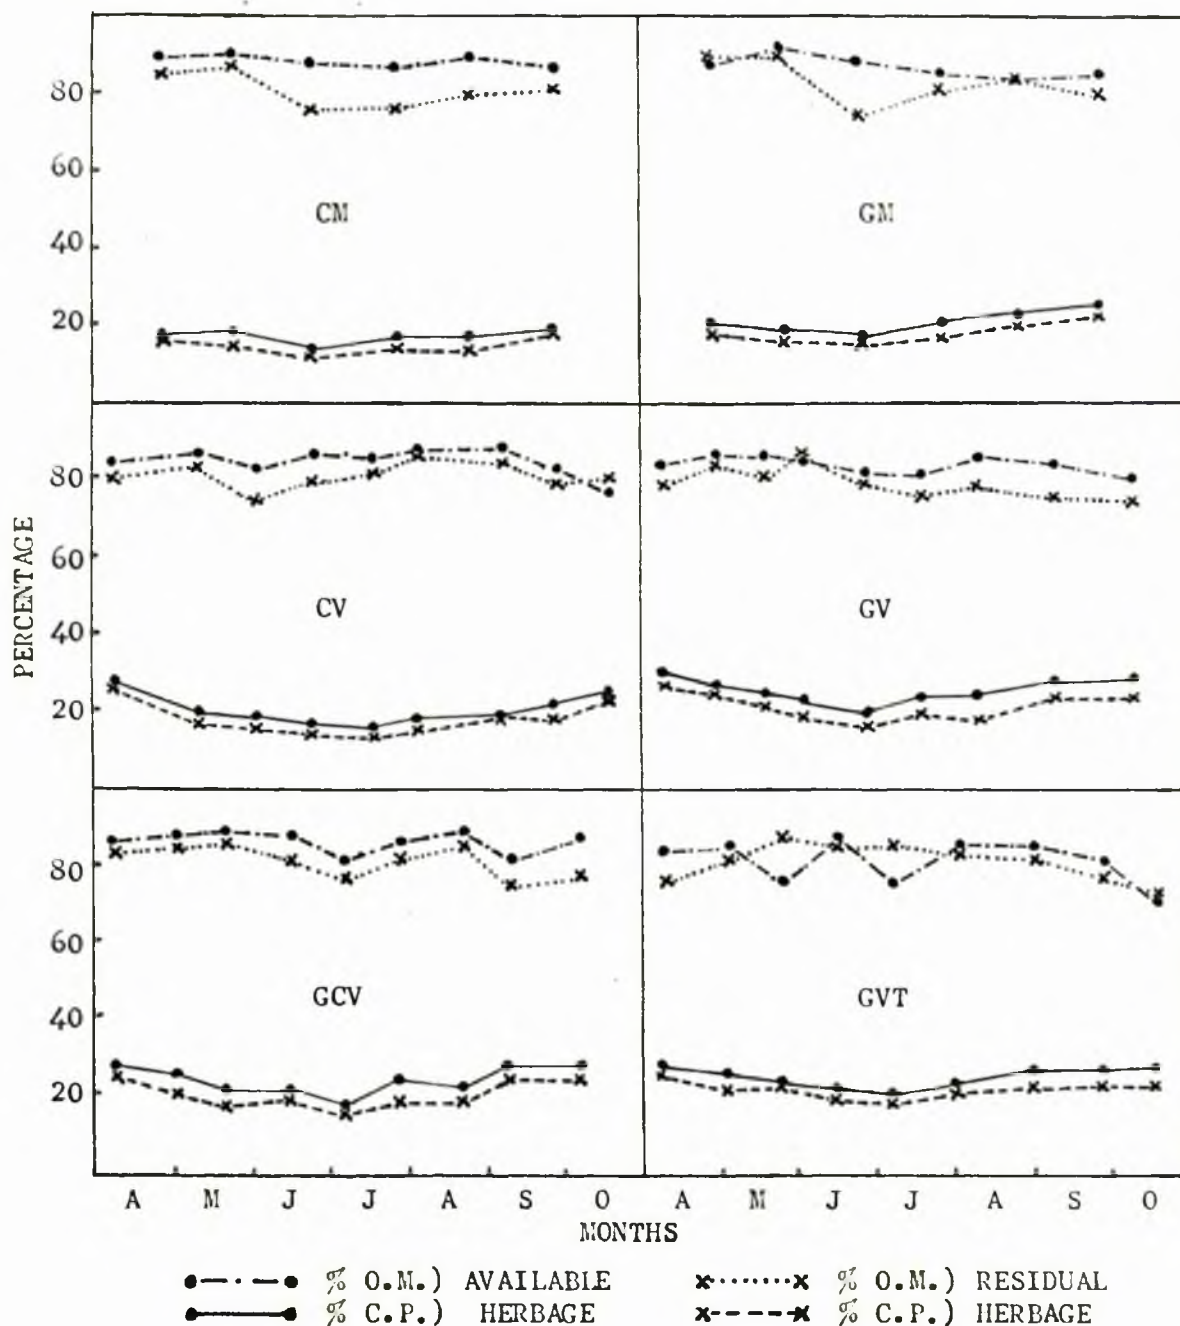 80
60
40
20
CM
GM
80
60
40
20
CV
GV
PERCENTAGE
80
60
40
20
GCV
GVT
A M J J A S O A M J J A S O
MONTHS
% O.M.) AVAILABLE % O.M.) RESIDUAL
% C.P.) HERBAGE % C.P.) HERBAGE